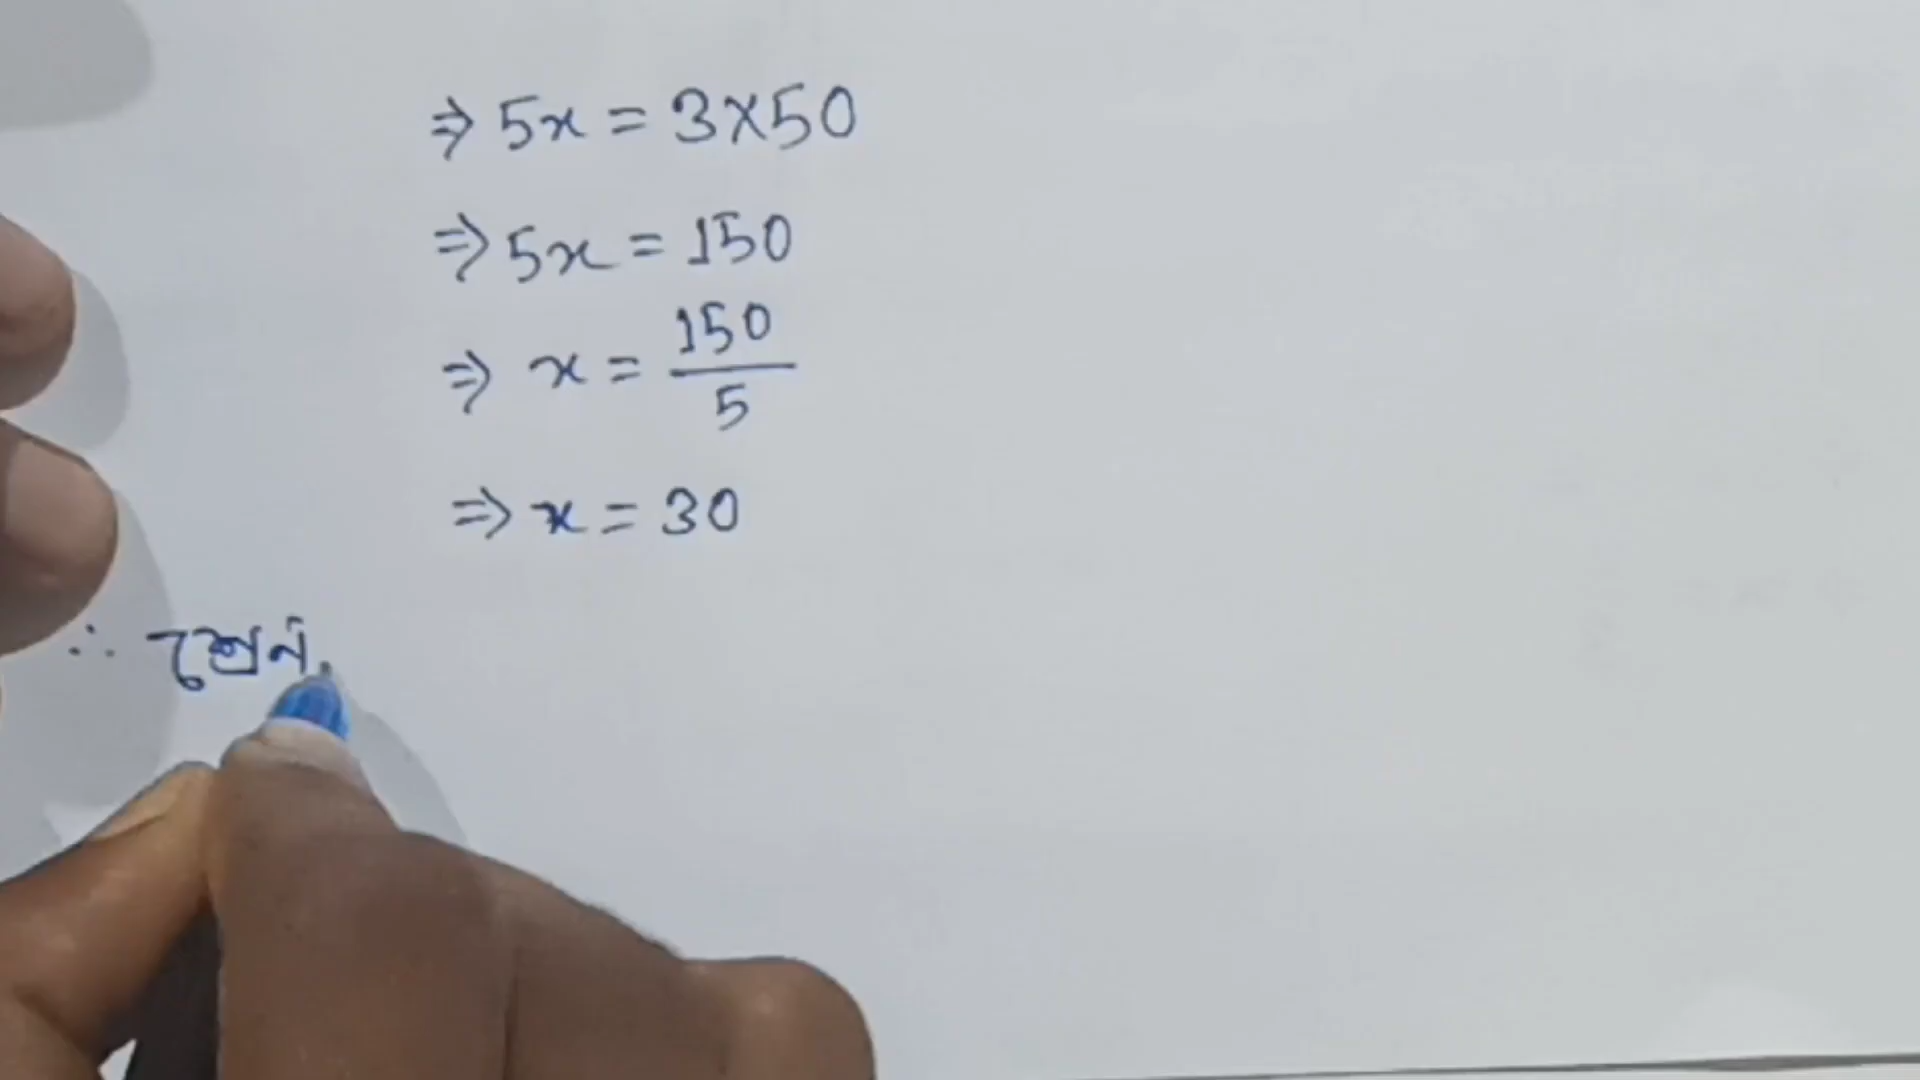 ⇒ 5x = 3×50
⇒ 5x = 150
⇒ x = 150/5
⇒ x = 30
∴